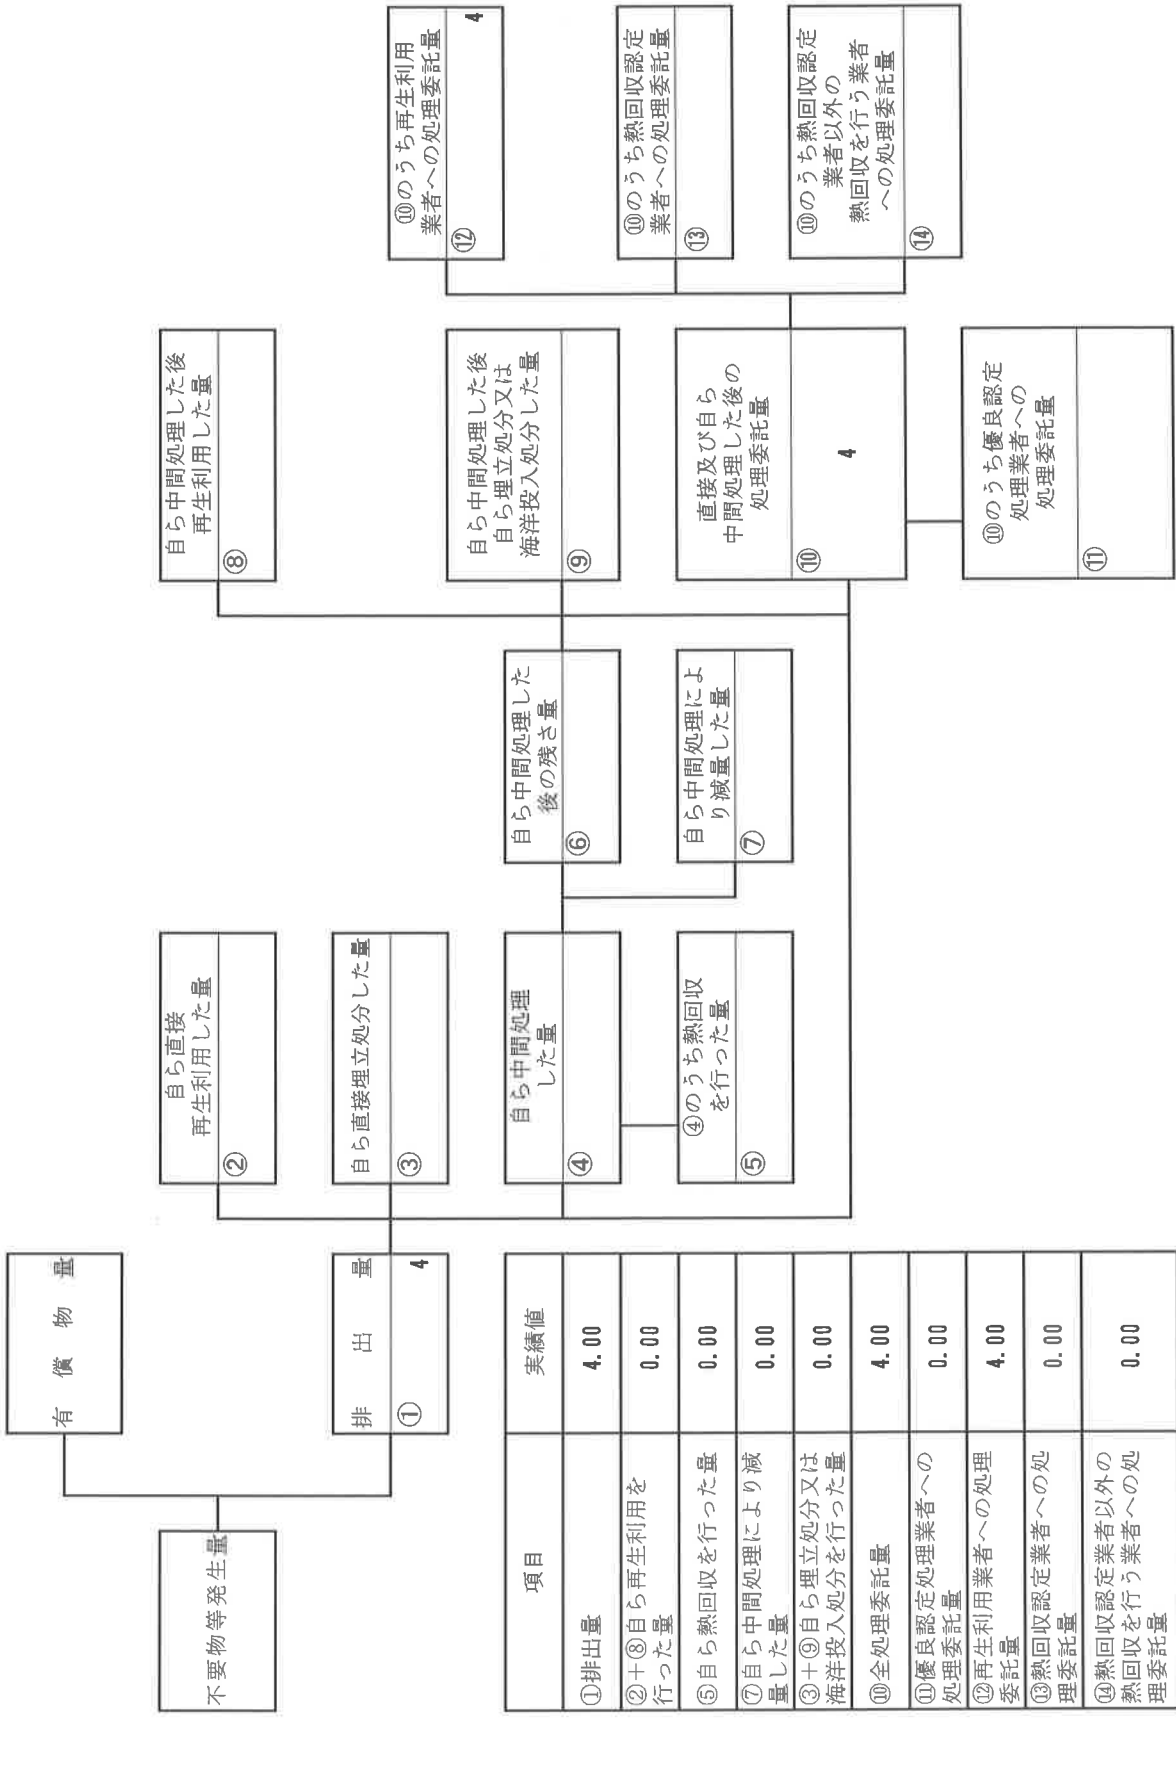 有償物量
不要物等発生量
排出量
①
4
自ら直接
再生利用した量
②
自ら直接埋立処分した量
③
自ら中間処理
した量
④
④のうち熱回収
を行った量
⑤
自ら中間処理した
後の残さ量
⑥
自ら中間処理によ
り減量した量
⑦
自ら中間処理した後
再生利用した量
⑧
自ら中間処理した後
自ら埋立処分又は
海洋投入処分した量
⑨
直接及び自ら
中間処理した後の
処理委託量
⑩
4
⑩のうち優良認定
処理業者への
処理委託量
⑪
⑩のうち再生利用
業者への処理委託量
⑫
4
⑩のうち熱回収認定
業者への処理委託量
⑬
⑩のうち熱回収認定
業者以外の
熱回収を行う業者
への処理委託量
⑭
項目 実績値
①排出量 4.00
②+⑧自ら再生利用を
行った量 0.00
⑤自ら熱回収を行った量 0.00
⑦自ら中間処理により減
量した量 0.00
③+⑨自ら埋立処分又は
海洋投入処分を行った量 0.00
⑩全処理委託量 4.00
⑪優良認定処理業者への
処理委託量 0.00
⑫再生利用業者への処理
委託量 4.00
⑬熱回収認定業者への処
理委託量 0.00
⑭熱回収認定業者以外の
熱回収を行う業者への処
理委託量 0.00